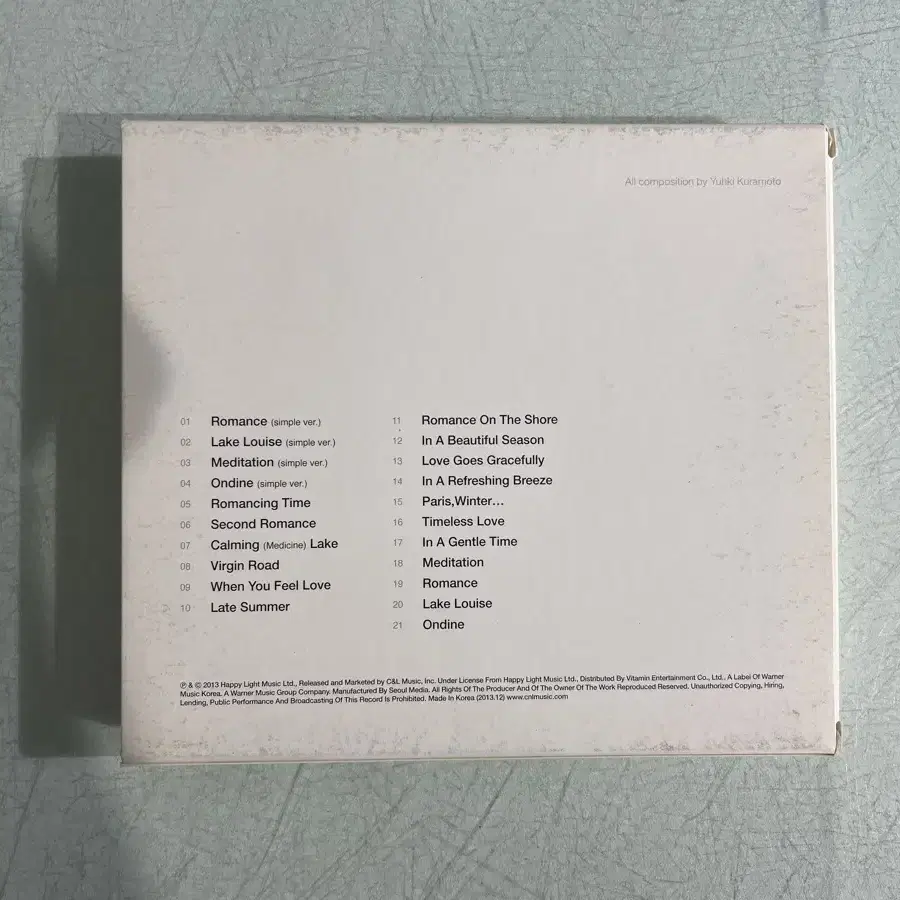 All composition by Yuhki Kuramoto
01 Romance (simple ver.)
02 Lake Louise (simple ver.)
03 Meditation (simple ver.)
04 Ondine (simple ver.)
05 Romancing Time
06 Second Romance
07 Calming (Medicine) Lake
08 Virgin Road
09 When You Feel Love
10 Late Summer
11 Romance On The Shore
12 In A Beautiful Season
13 Love Goes Gracefully
14 In A Refreshing Breeze
15 Paris,Winter...
16 Timeless Love
17 In A Gentle Time
18 Meditation
19 Romance
20 Lake Louise
21 Ondine
℗ & © 2013 Happy Light Music Ltd., Released and Marketed by C&L Music, Inc. Under License From Happy Light Music Ltd., Distributed By Vitamin Entertainment Co., Ltd., A Label Of Warner
Music Korea. A Warner Music Group Company. Manufactured By Seoul Media. All Rights Of The Producer And Of The Owner Of The Work Reproduced Reserved. Unauthorized Copying, Hiring,
Lending, Public Performance And Broadcasting Of This Record Is Prohibited. Made In Korea (2013.12) www.cnlmusic.com